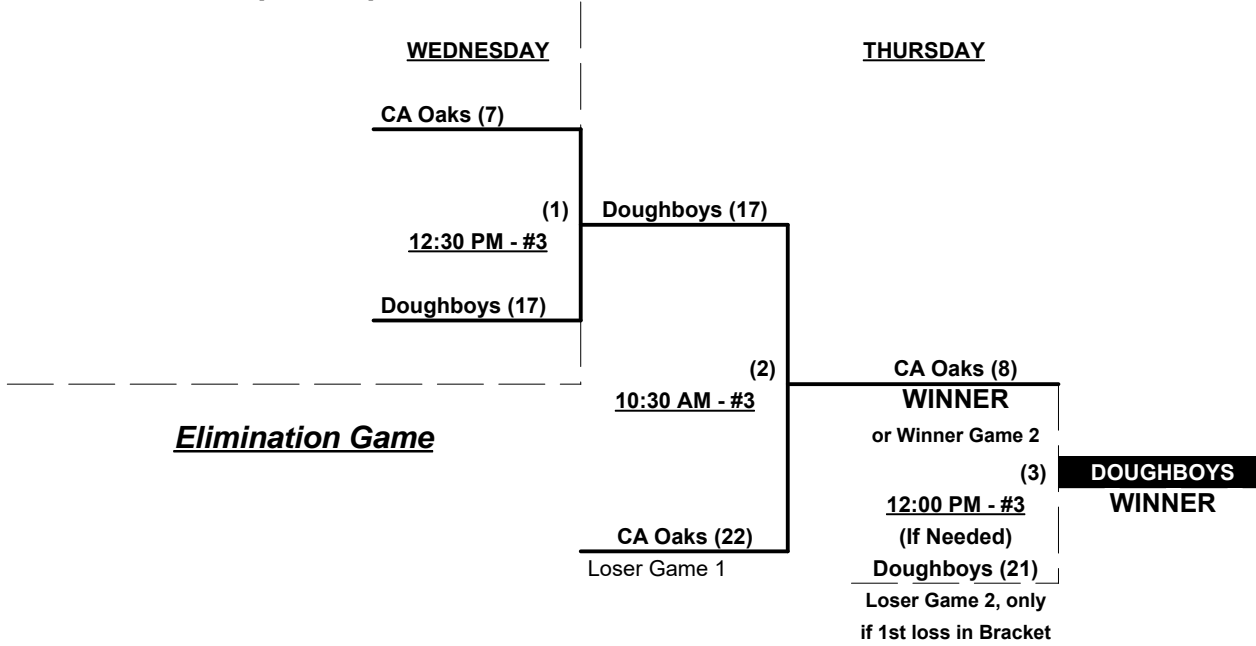 WEDNESDAY
THURSDAY
CA Oaks (7)
(1)
Doughboys (17)
12:30 PM - #3
Doughboys (17)
(2)
CA Oaks (8)
10:30 AM - #3
WINNER
Elimination Game
or Winner Game 2
(3)
DOUGHBOYS
12:00 PM - #3
WINNER
CA Oaks (22)
(If Needed)
Loser Game 1
Doughboys (21)
Loser Game 2, only
if 1st loss in Bracket